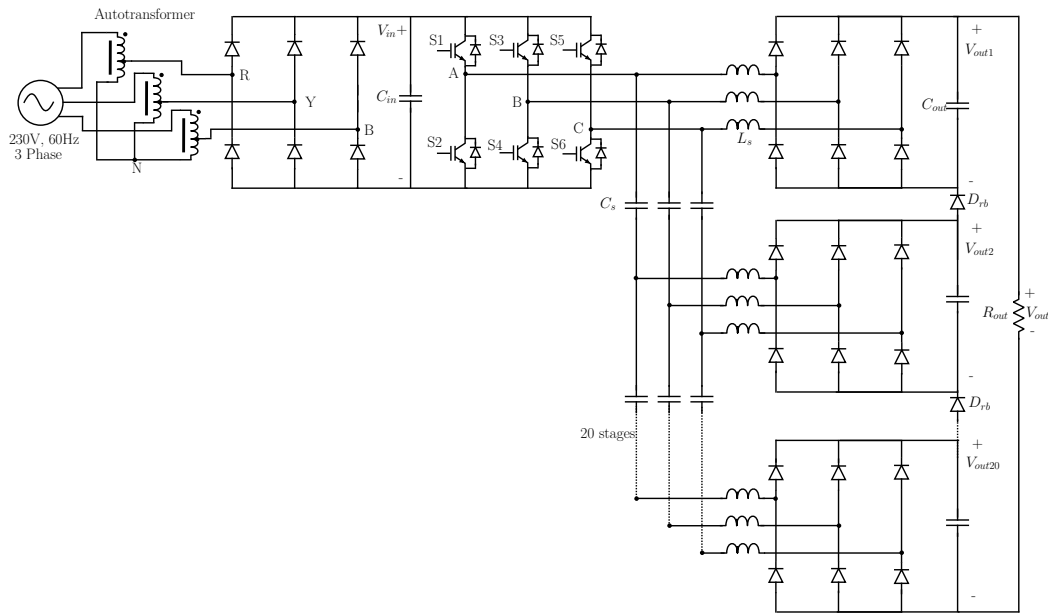 Autotransformer
230V, 60Hz
3 Phase
N
R
Y
B
V_in +
C_in
-
S1
S3
S5
A
B
C
S2
S4
S6
L_s
C_s
+
V_out1
C_out
-
D_rb
+
V_out2
-
D_rb
R_out
+
V_out
-
20 stages
+
V_out20
-